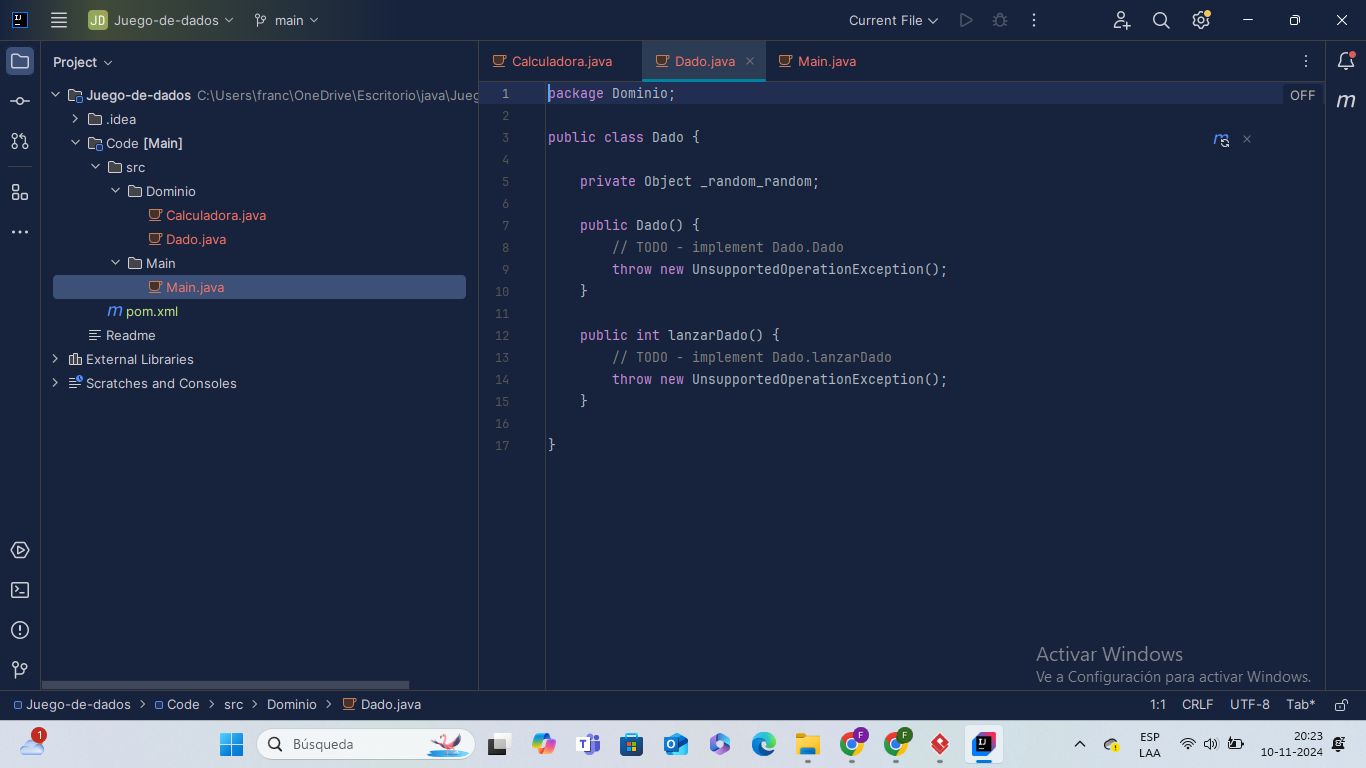 JD Juego-de-dados main Current File
Project
Juego-de-dados C:\Users\franc\OneDrive\Escritorio\java\Jueg
.idea
Code [Main]
src
Dominio
Calculadora.java
Dado.java
Main
Main.java
m pom.xml
Readme
External Libraries
Scratches and Consoles
Calculadora.java Dado.java Main.java
OFF
1 package Dominio;
2
3 public class Dado {
4
5 private Object _random_random;
6
7 public Dado() {
8 // TODO - implement Dado.Dado
9 throw new UnsupportedOperationException();
10 }
11
12 public int lanzarDado() {
13 // TODO - implement Dado.lanzarDado
14 throw new UnsupportedOperationException();
15 }
16
17 }
m
m
Activar Windows
Ve a Configuración para activar Windows.
Juego-de-dados > Code > src > Dominio > Dado.java 1:1 CRLF UTF-8 Tab*
1
Búsqueda
F
F
ESP
LAA
20:23
10-11-2024